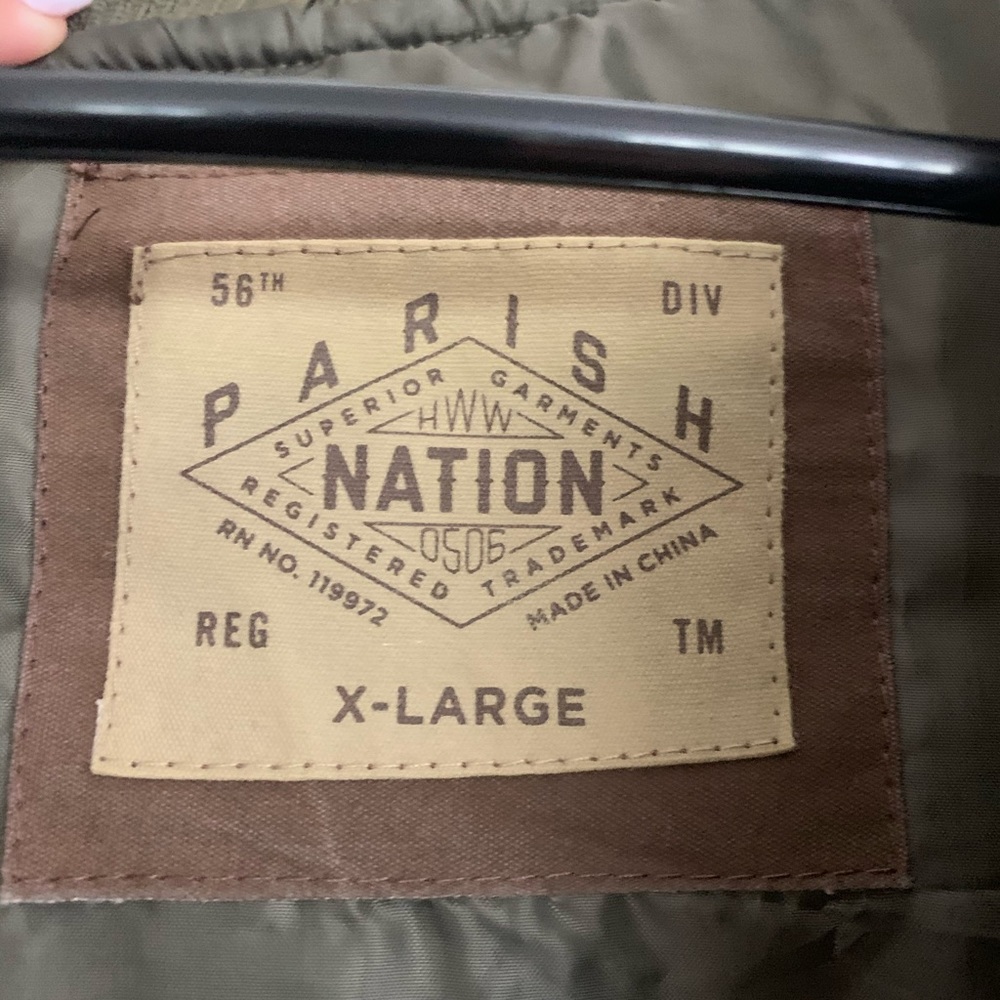 56TH DIV
PARISH
SUPERIOR GARMENTS
HWW
NATION
0506
REGISTERED TRADEMARK
RN NO. 119972 MADE IN CHINA
REG TM
X-LARGE